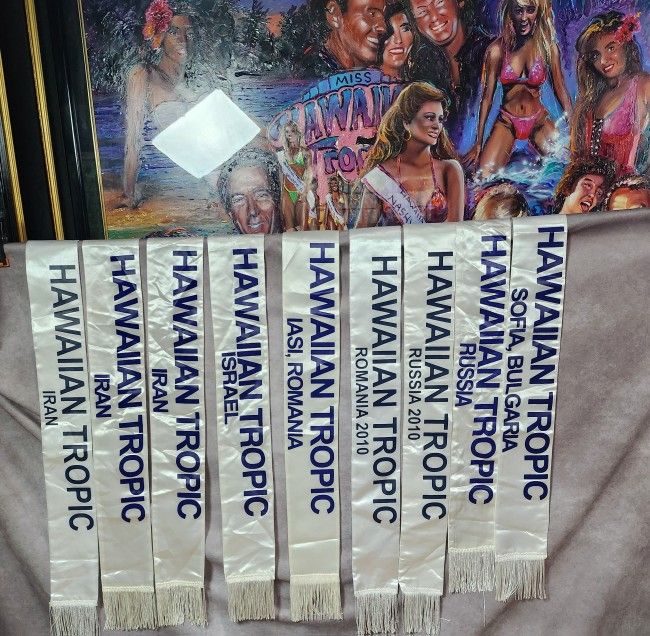 MISS
HAWAIIAN
TROPIC
HAWAIIAN TROPIC
IRAN
HAWAIIAN TROPIC
IRAN
HAWAIIAN TROPIC
IRAN
HAWAIIAN TROPIC
ISRAEL
HAWAIIAN TROPIC
IASI, ROMANIA
HAWAIIAN TROPIC
ROMANIA 2010
HAWAIIAN TROPIC
RUSSIA 2010
HAWAIIAN TROPIC
RUSSIA
HAWAIIAN TROPIC
SOFIA, BULGARIA